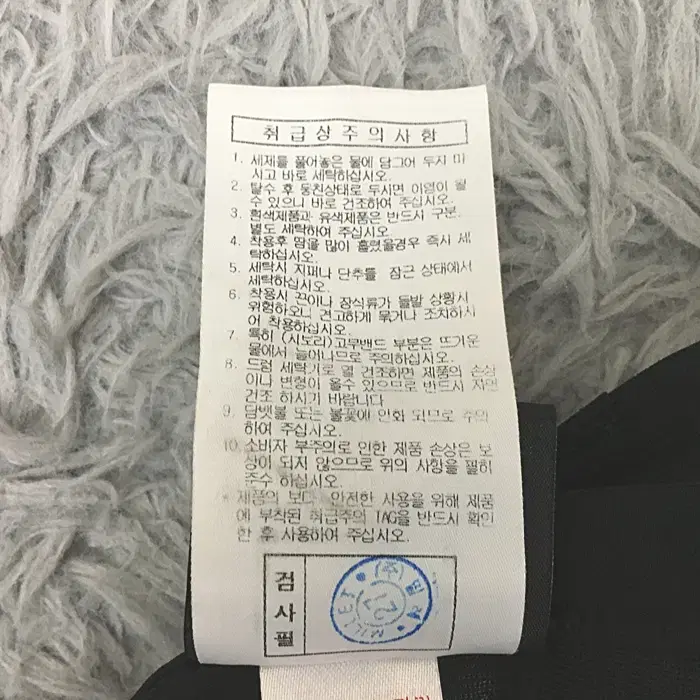 취급상주의사항
1. 세제를 풀어놓은 물에 담그어 두지 마
시고 바로 세탁하십시오.
2. 탈수 후 뭉친상태로 두시면 이염이 될
수 있으니 바로 건조하여 주십시오.
3. 흰색제품과 유색제품은 반드시 구분,
별도 세탁하여 주십시오.
4. 착용후 땀을 많이 흘렸을경우 즉시 세
탁하십시오.
5. 세탁시 지퍼나 단추를 잠근 상태에서
세탁하십시오.
6. 착용시 끈이나 장식류가 돌발 상황시
위험하오니 견고하게 묶거나 조치하시
어 착용하십시오.
7. 특히 (시보리)고무밴드 부분은 뜨거운
물에서 늘어나므로 주의하십시오.
8. 드럼 세탁기로 열 건조하면 제품의 손상
이나 변형이 올수 있으므로 반드시 자연
건조 하시기 바랍니다
9. 담뱃불 또는 불꽃에 인화 되므로 주의
하여 주십시오.
10. 소비자 부주의로 인한 제품 손상은 보
상이 되지 않으므로 위의 사항을 필히
준수 하십시오.
제품의 보다 안전한 사용을 위해 제품
에 부착된 취급주의 TAG을 반드시 확인
한 후 사용하여 주십시오.
검사필
(주) 밀레
21
MILLET